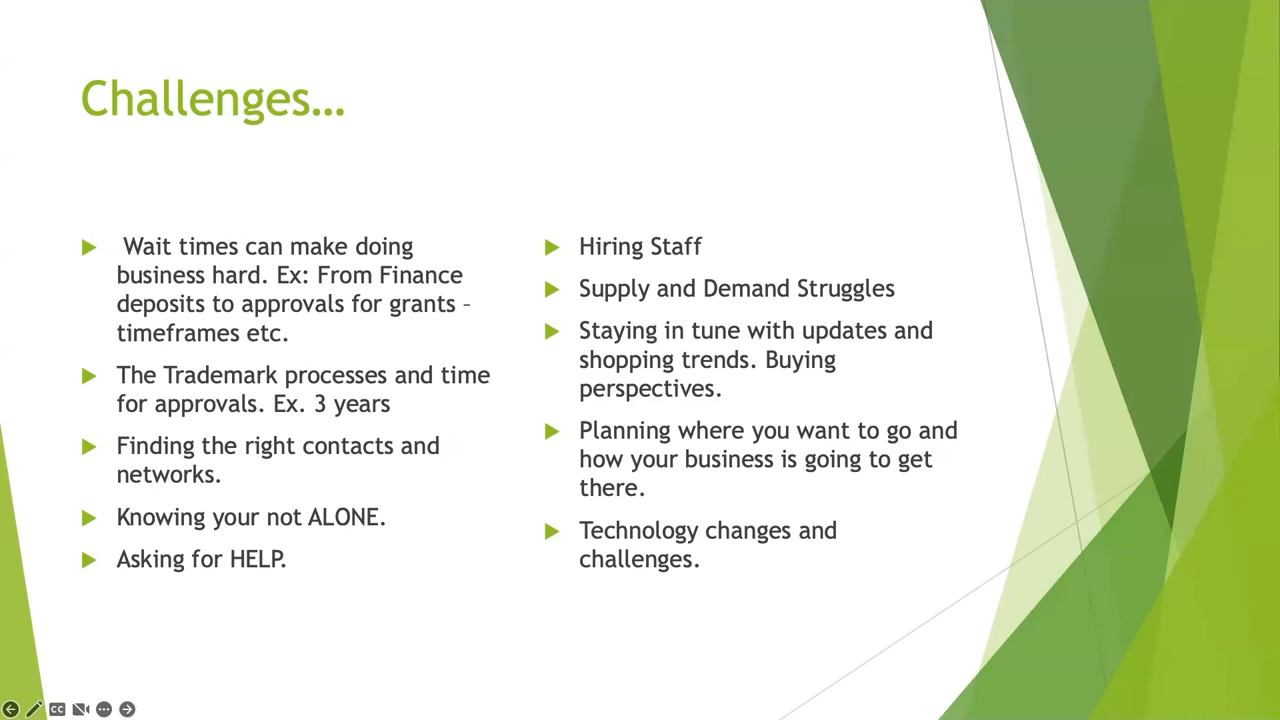 Challenges…
Wait times can make doing
business hard. Ex: From Finance
deposits to approvals for grants –
timeframes etc.
The Trademark processes and time
for approvals. Ex. 3 years
Finding the right contacts and
networks.
Knowing your not ALONE.
Asking for HELP.
Hiring Staff
Supply and Demand Struggles
Staying in tune with updates and
shopping trends. Buying
perspectives.
Planning where you want to go and
how your business is going to get
there.
Technology changes and
challenges.
CC